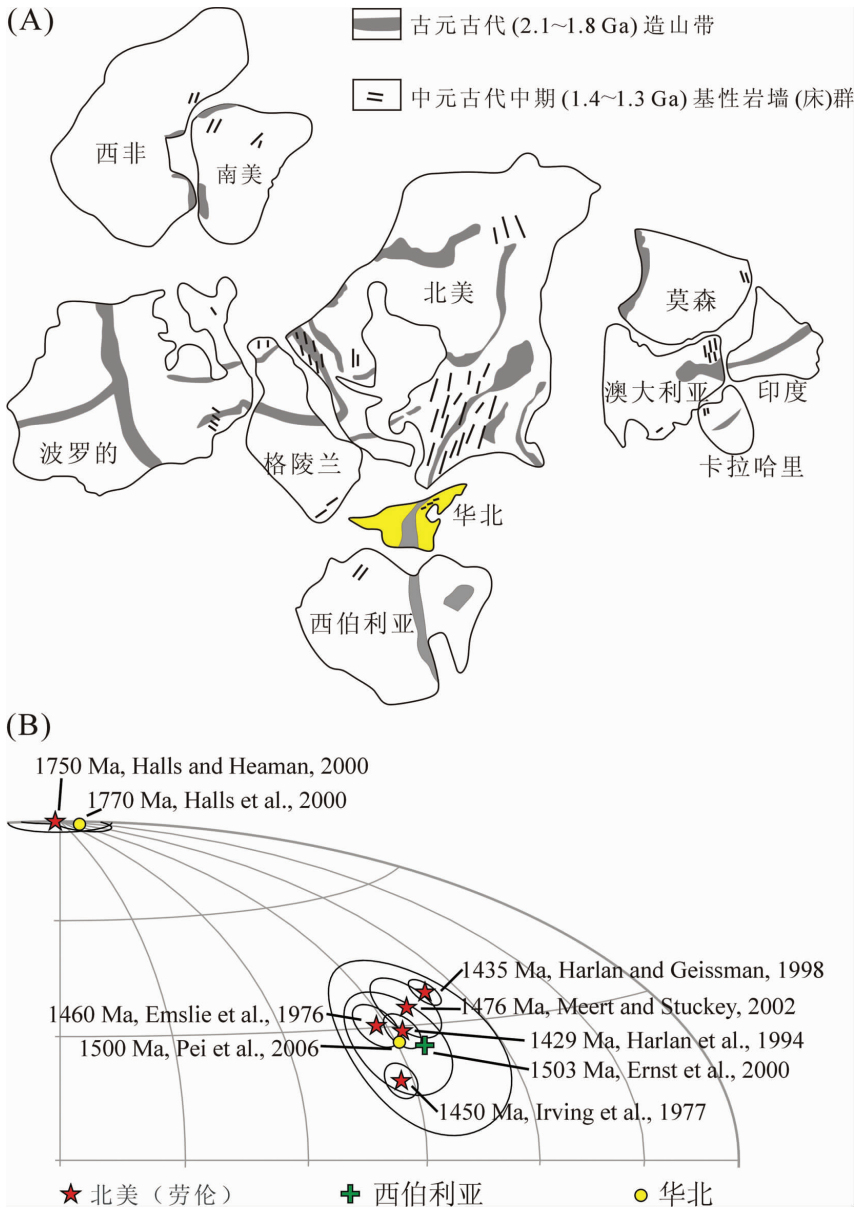 (A)
古元古代(2.1~1.8 Ga)造山带
中元古代中期(1.4~1.3 Ga)基性岩墙(床)群
西非
南美
北美
莫森
澳大利亚
印度
卡拉哈里
波罗的
格陵兰
华北
西伯利亚
(B)
1750 Ma, Halls and Heaman, 2000
1770 Ma, Halls et al., 2000
1435 Ma, Harlan and Geissman, 1998
1460 Ma, Emslie et al., 1976
1476 Ma, Meert and Stuckey, 2002
1500 Ma, Pei et al., 2006
1429 Ma, Harlan et al., 1994
1503 Ma, Ernst et al., 2000
1450 Ma, Irving et al., 1977
北美（劳伦）
西伯利亚
华北